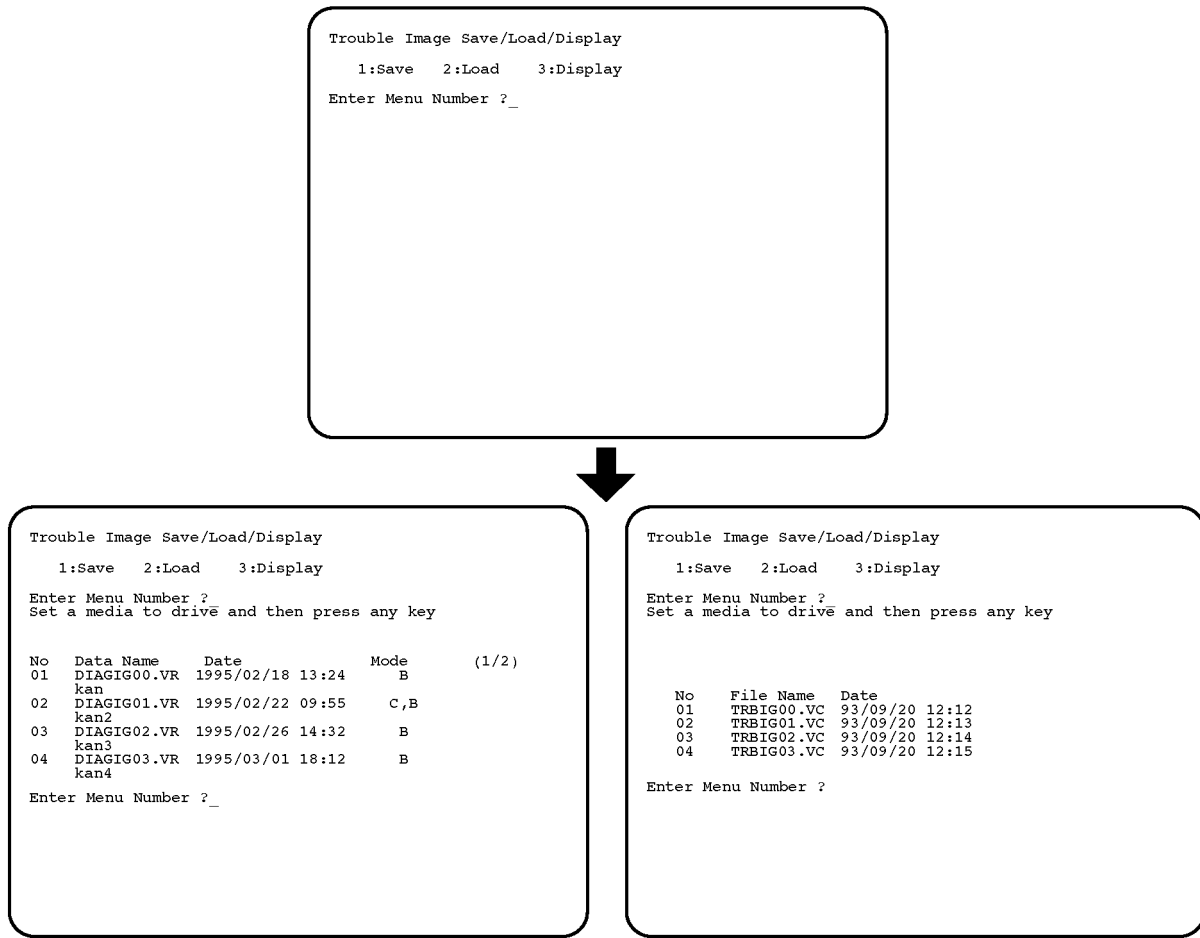 Trouble Image Save/Load/Display
1:Save 2:Load 3:Display
Enter Menu Number ?_
Trouble Image Save/Load/Display
1:Save 2:Load 3:Display
Enter Menu Number ?_
Set a media to drive and then press any key
No Data Name Date Mode (1/2)
01 DIAGIG00.VR 1995/02/18 13:24 B
kan
02 DIAGIG01.VR 1995/02/22 09:55 C,B
kan2
03 DIAGIG02.VR 1995/02/26 14:32 B
kan3
04 DIAGIG03.VR 1995/03/01 18:12 B
kan4
Enter Menu Number ?_
Trouble Image Save/Load/Display
1:Save 2:Load 3:Display
Enter Menu Number ?_
Set a media to drive and then press any key
No File Name Date
01 TRBIG00.VC 93/09/20 12:12
02 TRBIG01.VC 93/09/20 12:13
03 TRBIG02.VC 93/09/20 12:14
04 TRBIG03.VC 93/09/20 12:15
Enter Menu Number ?